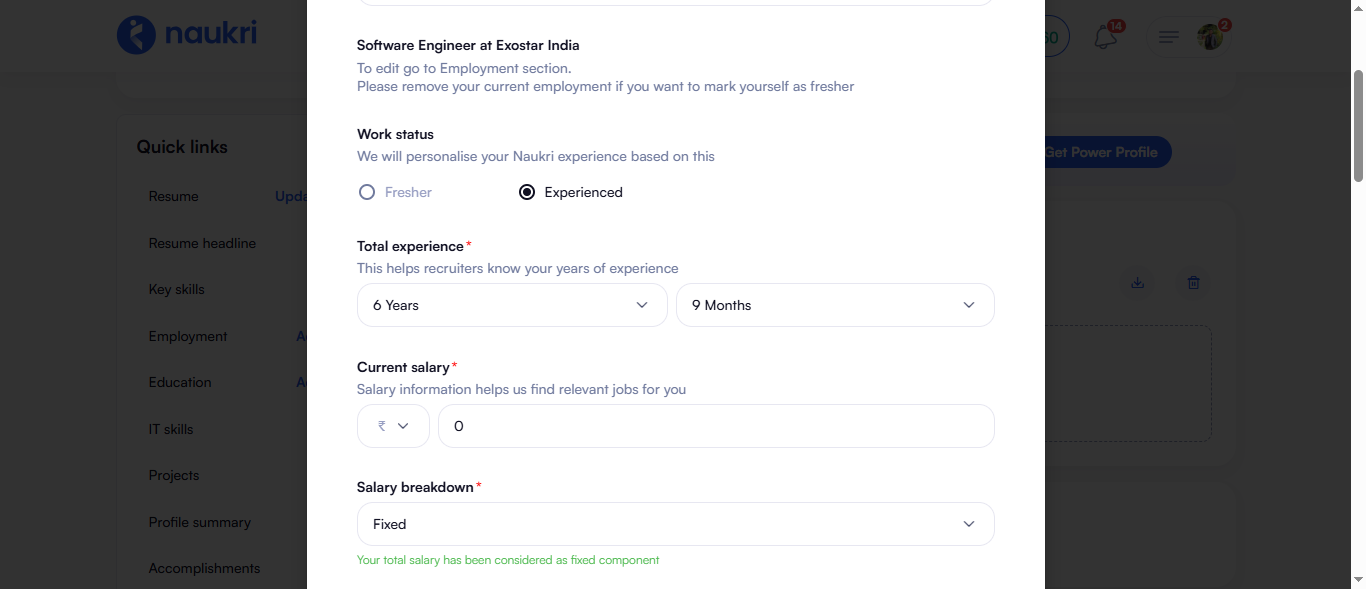 naukri
14
2
Software Engineer at Exostar India
To edit go to Employment section.
Please remove your current employment if you want to mark yourself as fresher
Work status
We will personalise your Naukri experience based on this
Fresher
Experienced
Total experience*
This helps recruiters know your years of experience
6 Years
9 Months
Current salary*
Salary information helps us find relevant jobs for you
₹
0
Salary breakdown*
Fixed
Your total salary has been considered as fixed component
Quick links
Resume
Resume headline
Key skills
Employment
Education
IT skills
Projects
Profile summary
Accomplishments
Get Power Profile